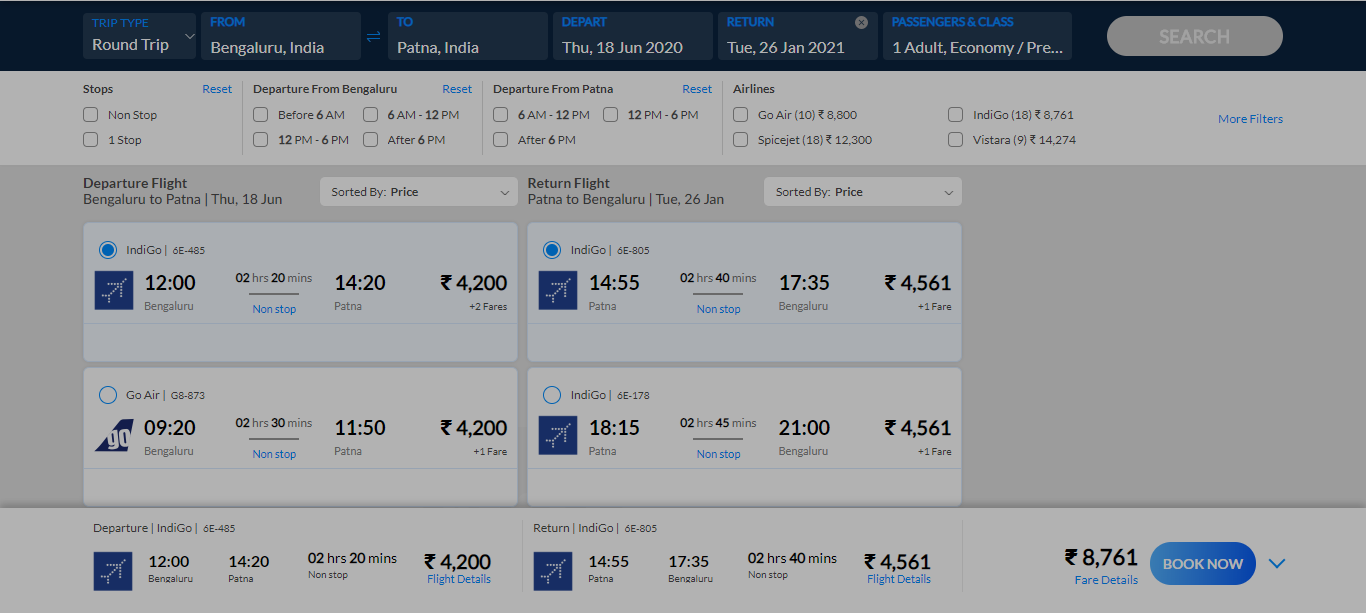 TRIP TYPE
Round Trip
FROM
Bengaluru, India
TO
Patna, India
DEPART
Thu, 18 Jun 2020
RETURN
Tue, 26 Jan 2021
PASSENGERS & CLASS
1 Adult, Economy / Pre...
SEARCH
Stops Reset
Non Stop
1 Stop
Departure From Bengaluru Reset
Before 6 AM 6 AM - 12 PM
12 PM - 6 PM After 6 PM
Departure From Patna Reset
6 AM - 12 PM 12 PM - 6 PM
After 6 PM
Airlines
Go Air (10) ₹ 8,800 IndiGo (18) ₹ 8,761
Spicejet (18) ₹ 12,300 Vistara (9) ₹ 14,274
More Filters
Departure Flight
Bengaluru to Patna | Thu, 18 Jun
Sorted By: Price
Return Flight
Patna to Bengaluru | Tue, 26 Jan
Sorted By: Price
IndiGo | 6E-485
12:00 02 hrs 20 mins 14:20 ₹ 4,200
Bengaluru Non stop Patna +2 Fares
IndiGo | 6E-805
14:55 02 hrs 40 mins 17:35 ₹ 4,561
Patna Non stop Bengaluru +1 Fare
Go Air | G8-873
go 09:20 02 hrs 30 mins 11:50 ₹ 4,200
Bengaluru Non stop Patna +1 Fare
IndiGo | 6E-178
18:15 02 hrs 45 mins 21:00 ₹ 4,561
Patna Non stop Bengaluru +1 Fare
Departure | IndiGo | 6E-485
12:00 14:20 02 hrs 20 mins ₹ 4,200
Bengaluru Patna Non stop Flight Details
Return | IndiGo | 6E-805
14:55 17:35 02 hrs 40 mins ₹ 4,561
Patna Bengaluru Non stop Flight Details
₹ 8,761
Fare Details
BOOK NOW